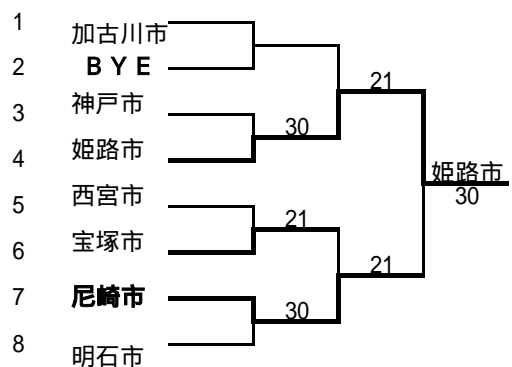 1 加古川市
2 ＢＹＥ
21
3 神戸市
30
4 姫路市
姫路市
30
5 西宮市
21
6 宝塚市
21
7 尼崎市
30
8 明石市